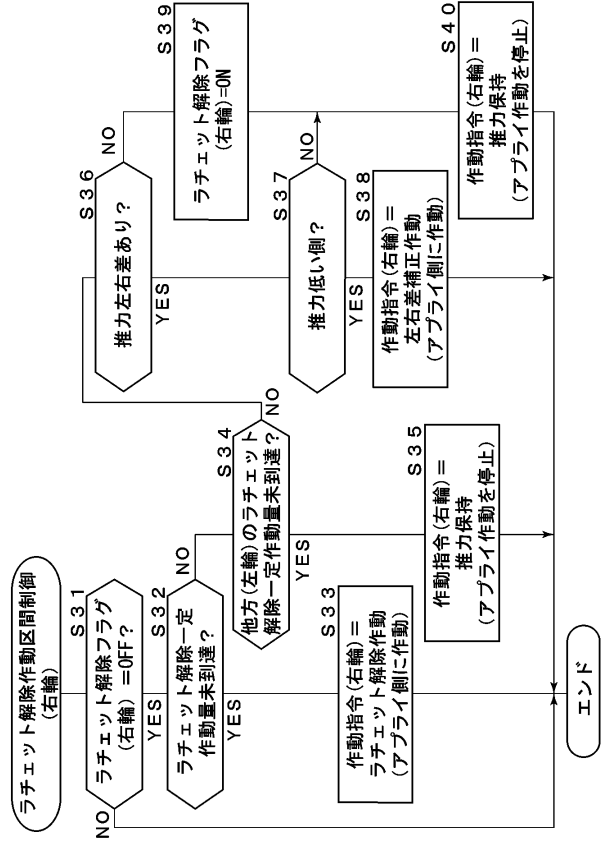 ラチェット解除作動区間制御
(右輪)
S31
ラチェット解除フラグ
(右輪) =OFF?
NO
YES
S32
ラチェット解除一定
作動量未到達?
NO
YES
S33
作動指令(右輪)=
ラチェット解除作動
(アプライ側に作動)
S34
他方(左輪)のラチェット
解除一定作動量未到達?
NO
YES
S35
作動指令(右輪)=
推力保持
(アプライ作動を停止)
S36
推力左右差あり?
NO
YES
S37
推力低い側?
NO
YES
S38
作動指令(右輪)=
左右差補正作動
(アプライ側に作動)
S39
ラチェット解除フラグ
(右輪)=ON
S40
作動指令(右輪)=
推力保持
(アプライ作動を停止)
エンド